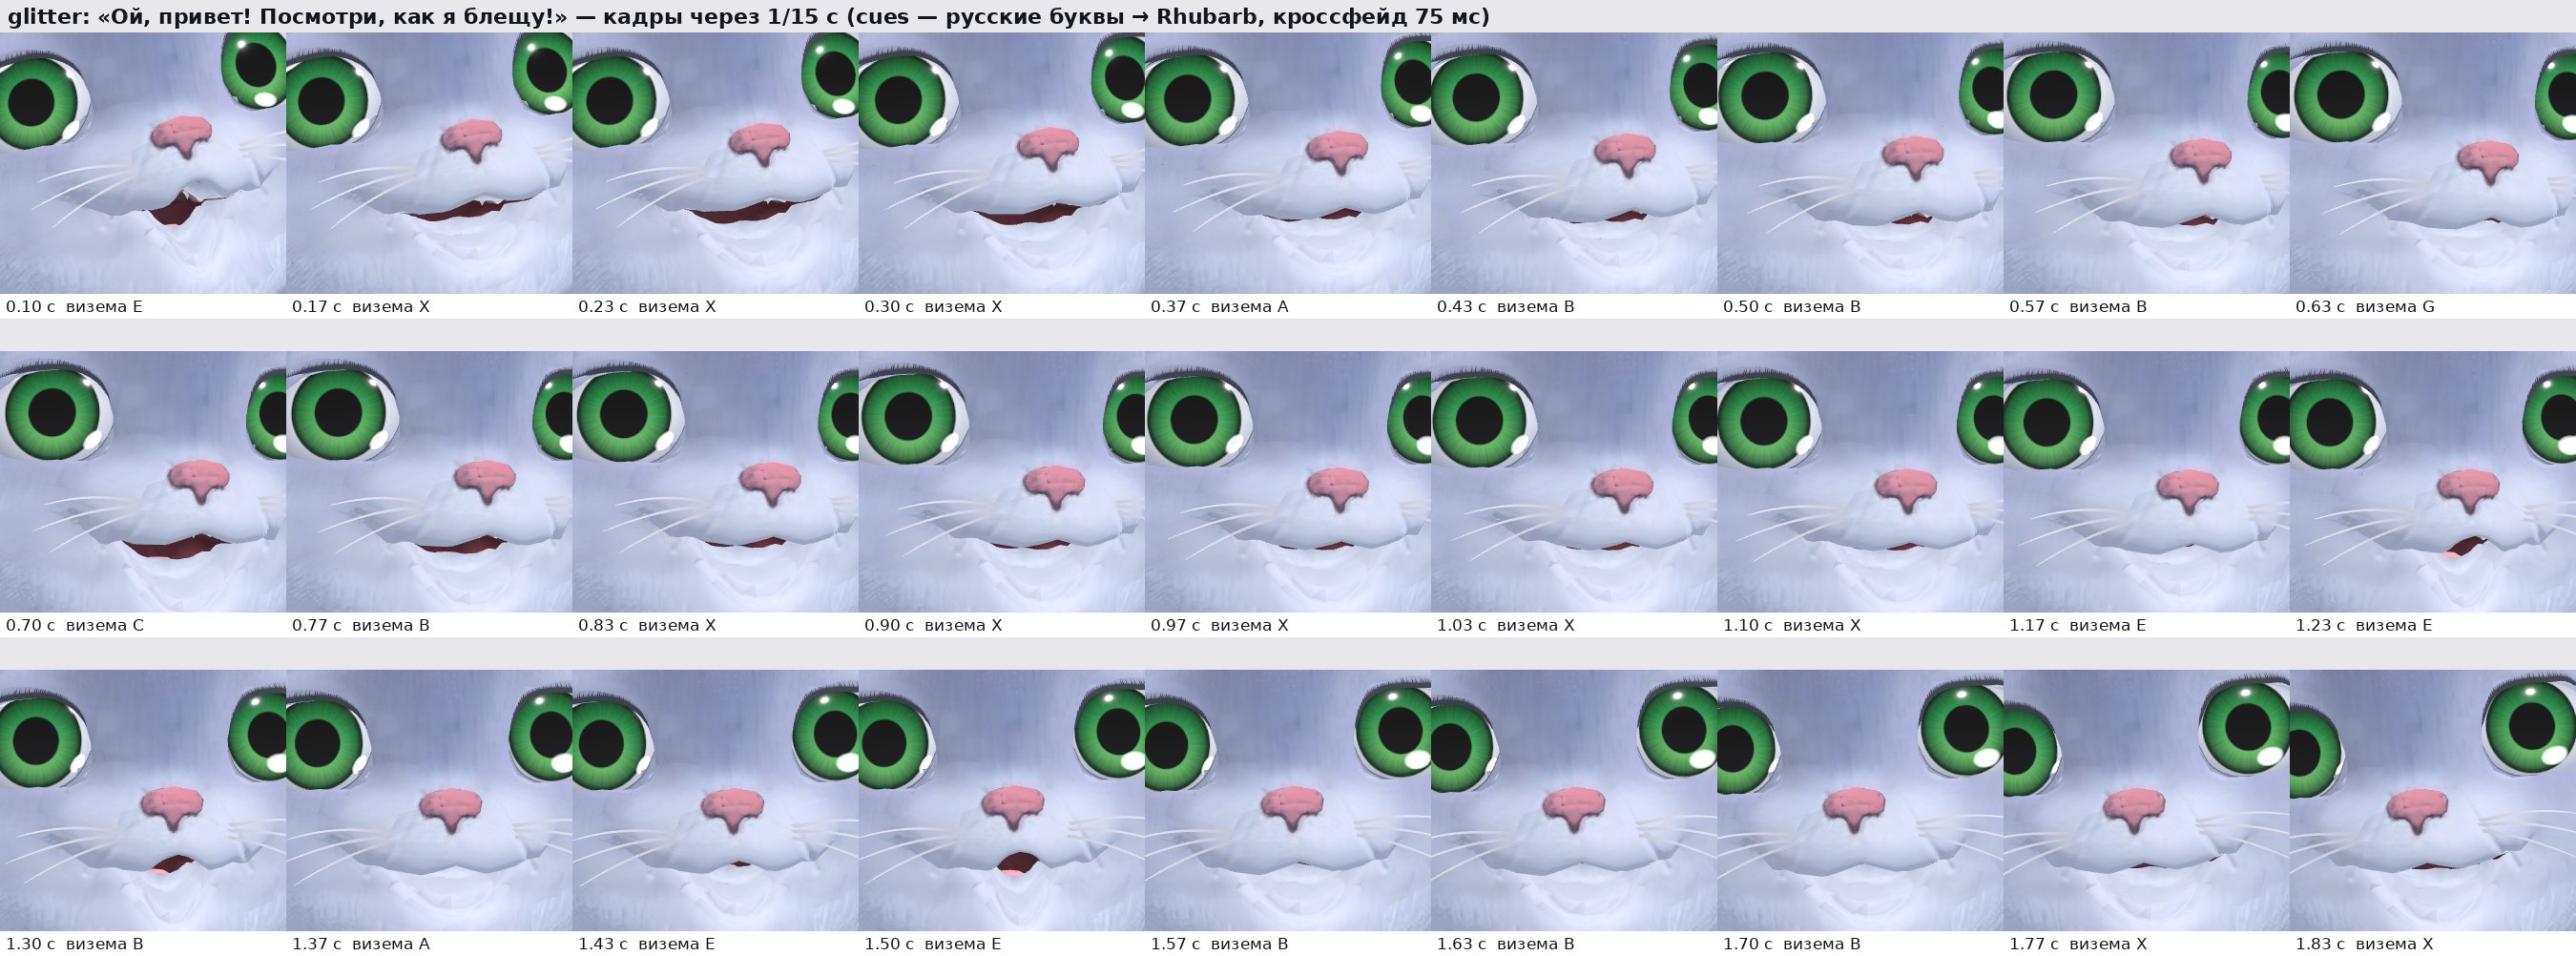 glitter: «Ой, привет! Посмотри, как я блещу!» — кадры через 1/15 с (cues — русские буквы → Rhubarb, кроссфейд 75 мс)
0.10 с визема E
0.17 с визема X
0.23 с визема X
0.30 с визема X
0.37 с визема A
0.43 с визема B
0.50 с визема B
0.57 с визема B
0.63 с визема G
0.70 с визема C
0.77 с визема B
0.83 с визема X
0.90 с визема X
0.97 с визема X
1.03 с визема X
1.10 с визема X
1.17 с визема E
1.23 с визема E
1.30 с визема B
1.37 с визема A
1.43 с визема E
1.50 с визема E
1.57 с визема B
1.63 с визема B
1.70 с визема B
1.77 с визема X
1.83 с визема X